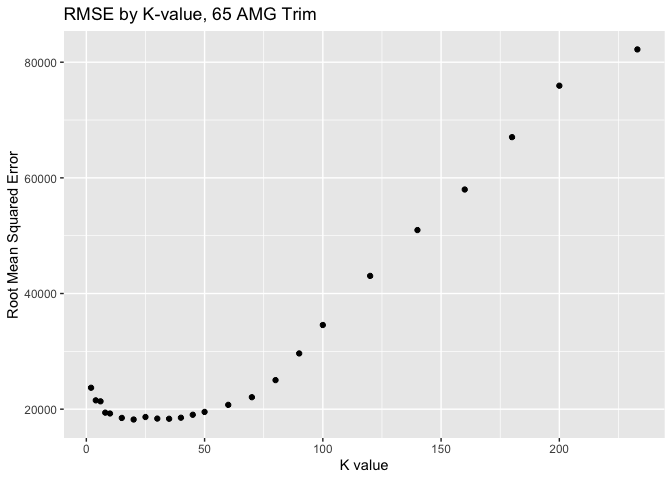 RMSE by K-value, 65 AMG Trim
80000
60000
40000
20000
Root Mean Squared Error
0 50 100 150 200
K value